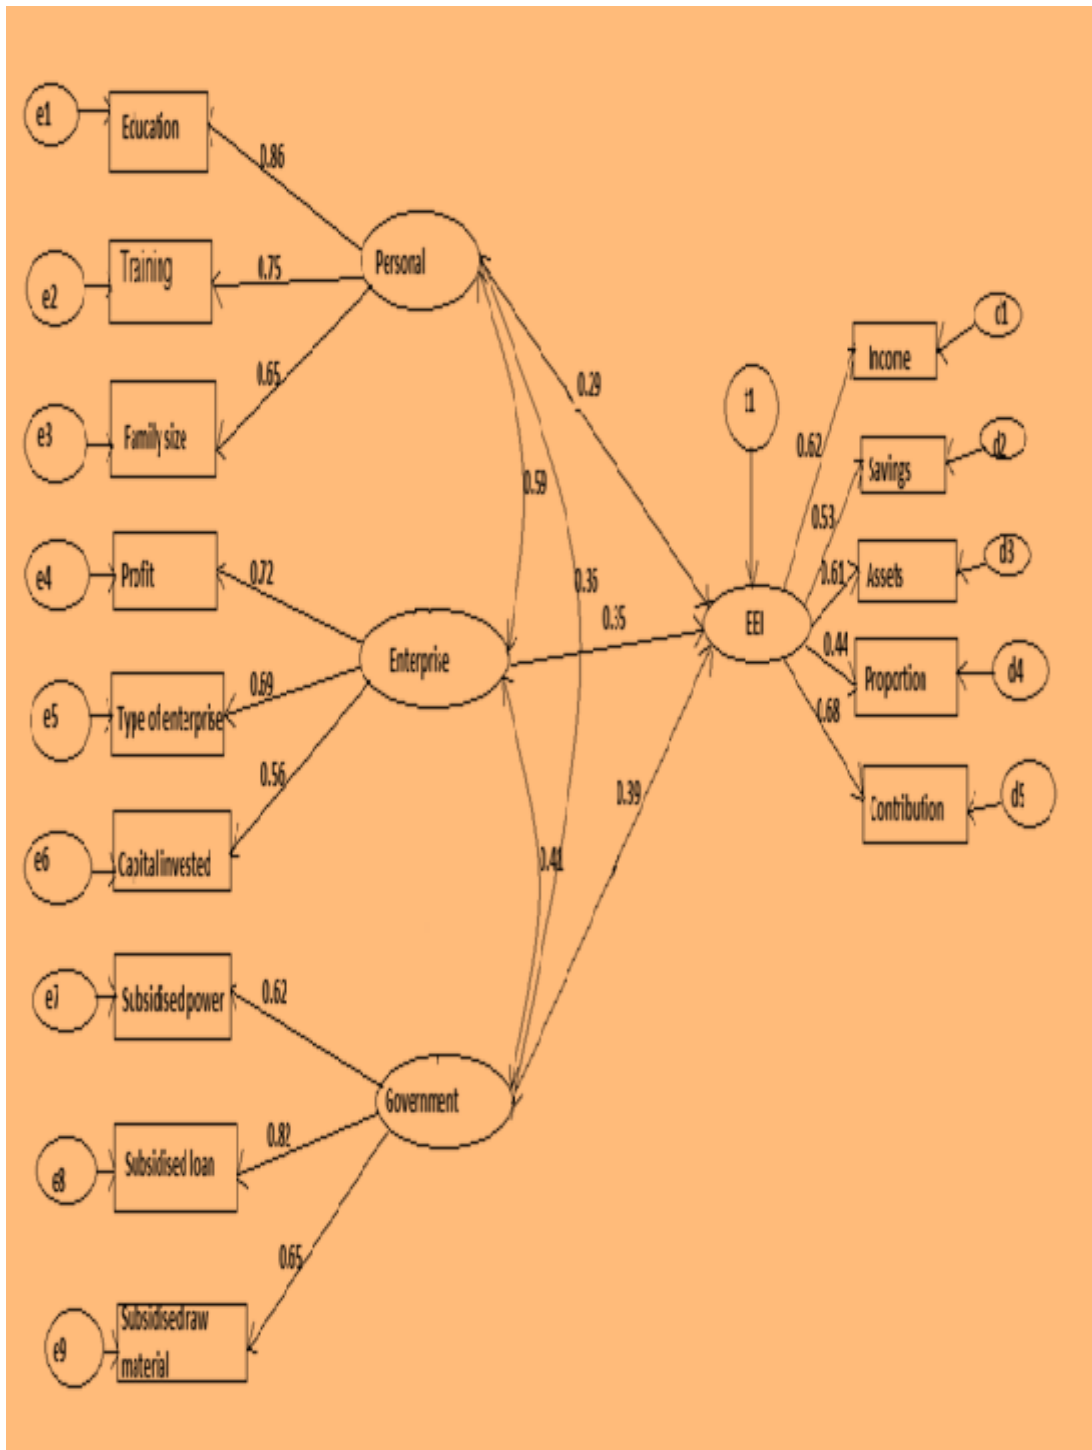 e1
Education
0.86
e2
Training
0.75
Personal
e3
Family size
0.65
0.29
d1
Income
t1
0.62
d2
Savings
0.53
0.59
e4
Profit
0.72
0.36
d3
Assets
0.61
0.35
EEI
Enterprise
0.44
Proportion
d4
e5
Type of enterprise
0.69
0.68
e6
Capital invested
0.56
0.39
Contribution
d5
0.41
e7
Subsidised power
0.62
Government
e8
Subsidised loan
0.82
0.65
e9
Subsidised raw
material